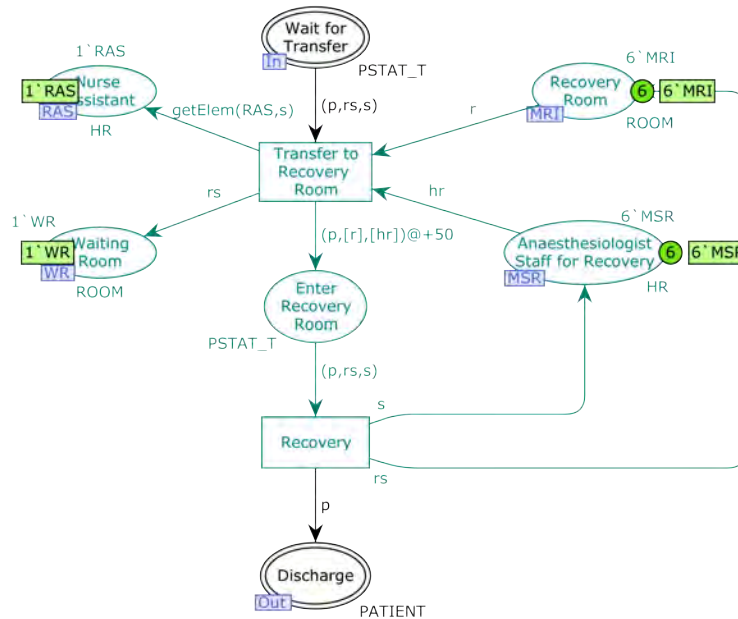 Wait for
Transfer
In
PSTAT_T
1`RAS
Nurse
Assistant
1`RAS
RAS
HR
getElem(RAS,s)
(p,rs,s)
6`MRI
Recovery
Room
6
6`MRI
MRI
ROOM
r
Transfer to
Recovery
Room
rs
hr
1`WR
Waiting
Room
1`WR
WR
ROOM
(p,[r],[hr])@+50
6`MSR
Anaesthesiologist
Staff for Recovery
6
6`MSR
MSR
HR
Enter
Recovery
Room
PSTAT_T
(p,rs,s)
s
Recovery
rs
p
Discharge
Out
PATIENT